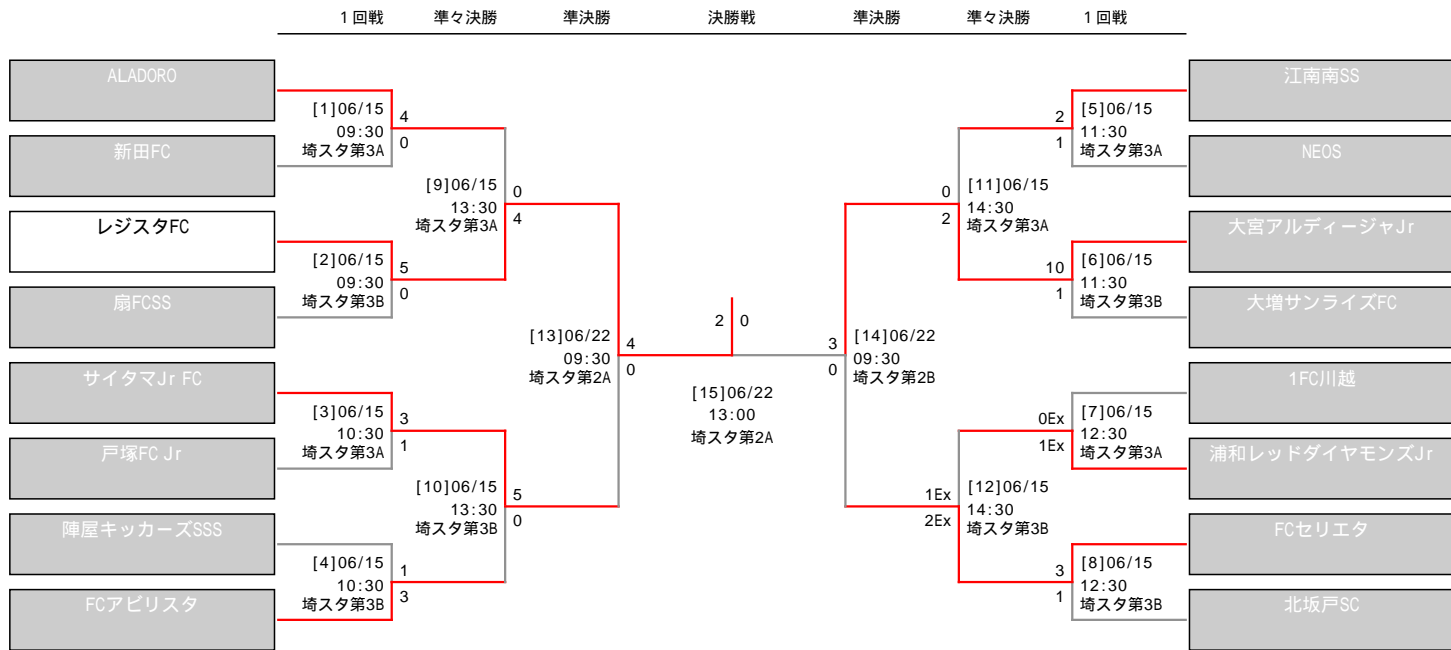 1回戦
準々決勝
準決勝
決勝戦
準決勝
準々決勝
1回戦
ALADORO
新田FC
レジスタFC
扇FCSS
サイタマJr FC
戸塚FC Jr
陣屋キッカーズSSS
FCアビリスタ
[1]06/15
09:30
埼スタ第3A
4
0
[2]06/15
09:30
埼スタ第3B
5
0
[3]06/15
10:30
埼スタ第3A
3
1
[4]06/15
10:30
埼スタ第3B
1
3
[9]06/15
13:30
埼スタ第3A
0
4
[10]06/15
13:30
埼スタ第3B
5
0
[13]06/22
09:30
埼スタ第2A
4
0
2 0
[15]06/22
13:00
埼スタ第2A
3
0
[14]06/22
09:30
埼スタ第2B
0
2
[11]06/15
14:30
埼スタ第3A
1Ex
2Ex
[12]06/15
14:30
埼スタ第3B
2
1
[5]06/15
11:30
埼スタ第3A
10
1
[6]06/15
11:30
埼スタ第3B
0Ex
1Ex
[7]06/15
12:30
埼スタ第3A
3
1
[8]06/15
12:30
埼スタ第3B
江南南SS
NEOS
大宮アルディージャJr
大増サンライズFC
1FC川越
浦和レッドダイヤモンズJr
FCセリエタ
北坂戸SC